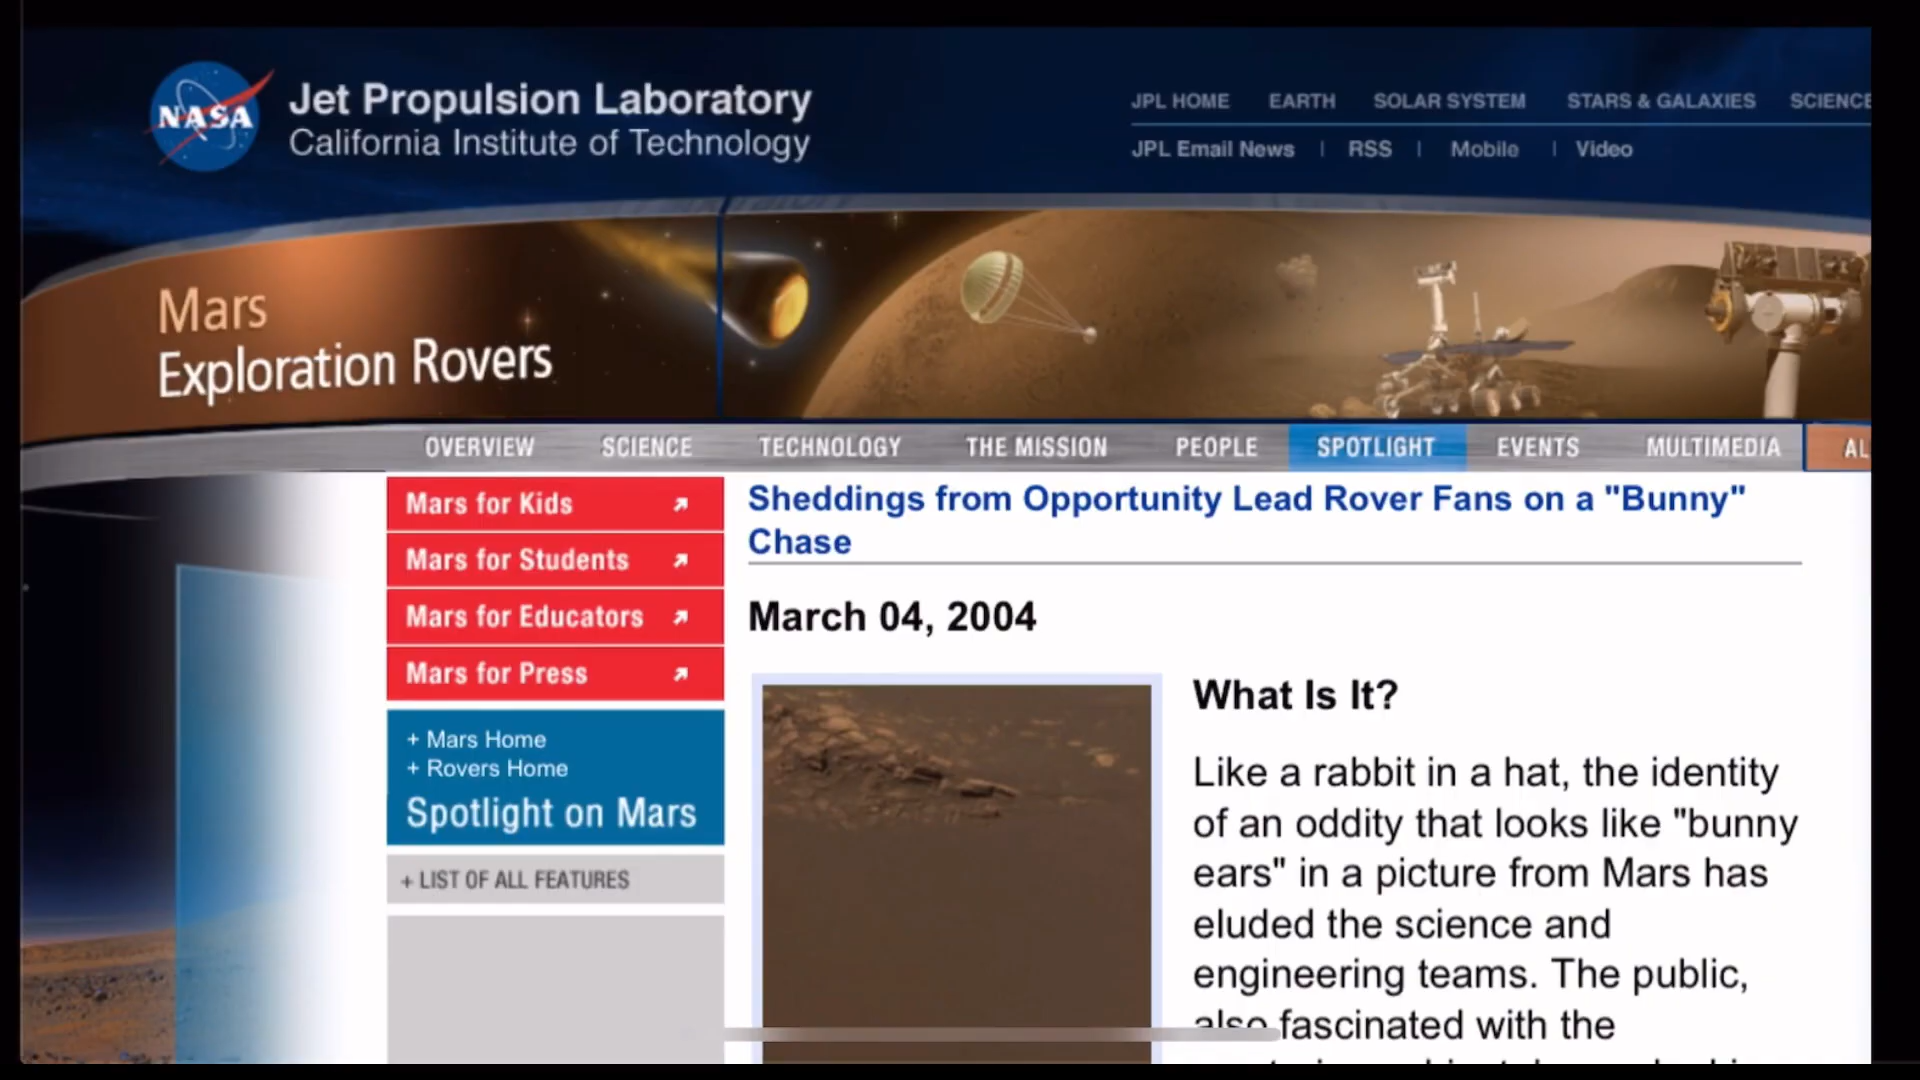 NASA
Jet Propulsion Laboratory
California Institute of Technology
JPL HOME EARTH SOLAR SYSTEM STARS & GALAXIES SCIENCE
JPL Email News | RSS | Mobile | Video
Mars
Exploration Rovers
OVERVIEW SCIENCE TECHNOLOGY THE MISSION PEOPLE SPOTLIGHT EVENTS MULTIMEDIA AL
Mars for Kids
Mars for Students
Mars for Educators
Mars for Press
+ Mars Home
+ Rovers Home
Spotlight on Mars
+ LIST OF ALL FEATURES
Sheddings from Opportunity Lead Rover Fans on a "Bunny"
Chase
March 04, 2004
What Is It?
Like a rabbit in a hat, the identity
of an oddity that looks like "bunny
ears" in a picture from Mars has
eluded the science and
engineering teams. The public,
also fascinated with the